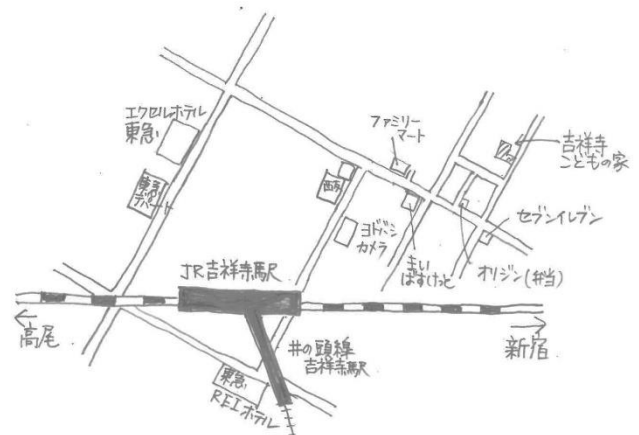 エクセルホテル
東急
東急
デパート
ファミリー
マート
吉祥寺
こどもの家
西友
ヨドバシ
カメラ
まい
ばすけっと
オリジン(弁当)
セブンイレブン
JR吉祥寺駅
高尾
新宿
井の頭線
吉祥寺駅
東急
REIホテル